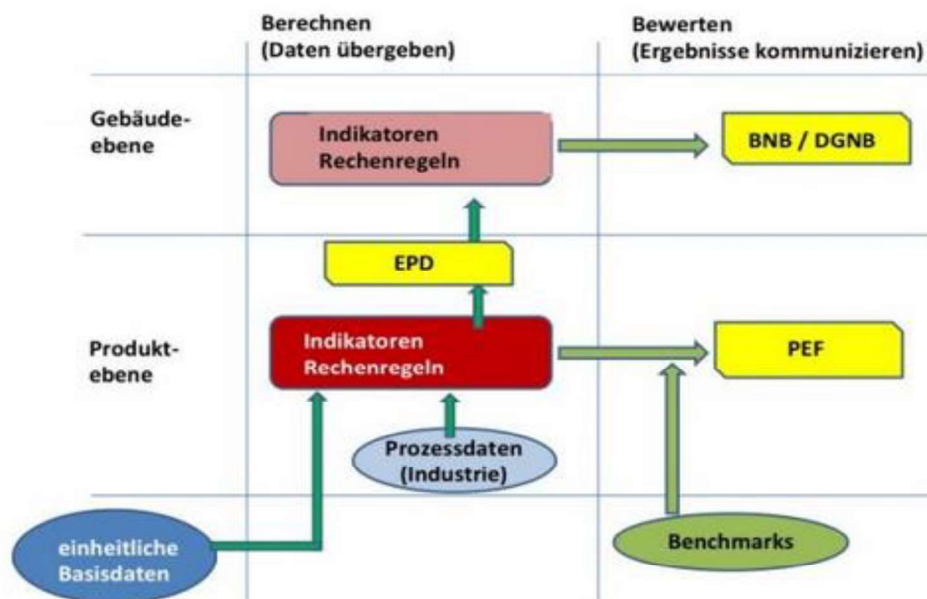 Berechnen
(Daten übergeben)
Bewerten
(Ergebnisse kommunizieren)
Gebäude-
ebene
Indikatoren
Rechenregeln
BNB / DGNB
EPD
Produkt-
ebene
Indikatoren
Rechenregeln
PEF
Prozessdaten
(Industrie)
einheitliche
Basisdaten
Benchmarks